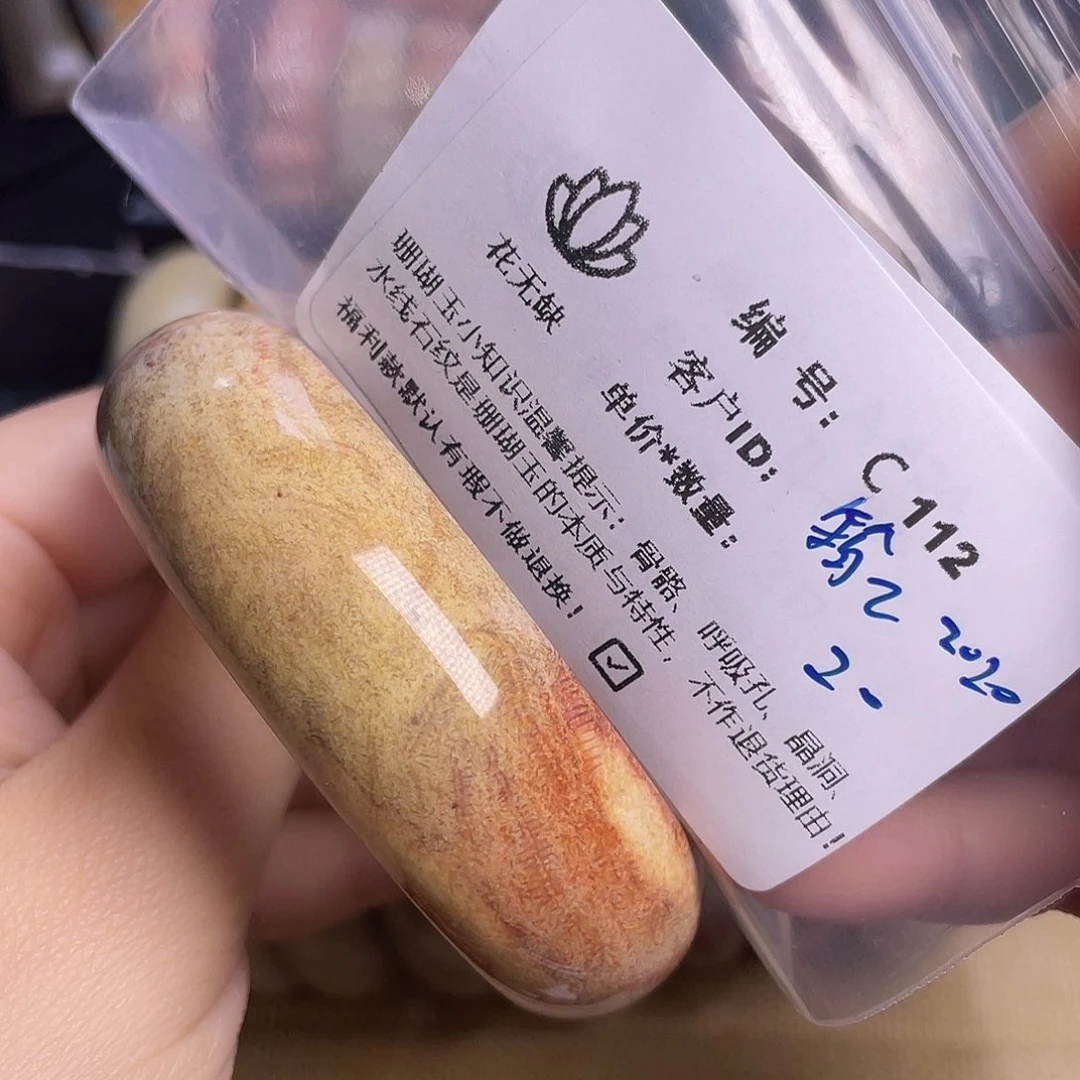 花无缺
编号: C112
客户ID: 2020
单价*数量: 2.
珊瑚玉小知识温馨提示: 骨骼、呼吸孔、晶洞、
水线石纹是珊瑚玉的本质与特性, 不作退货理由!
福利款默认有瑕不做退换! ☑